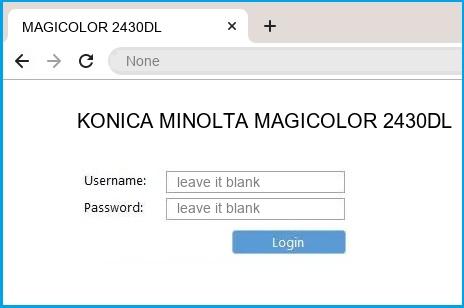 MAGICOLOR 2430DL
None
KONICA MINOLTA MAGICOLOR 2430DL
Username: leave it blank
Password: leave it blank
Login